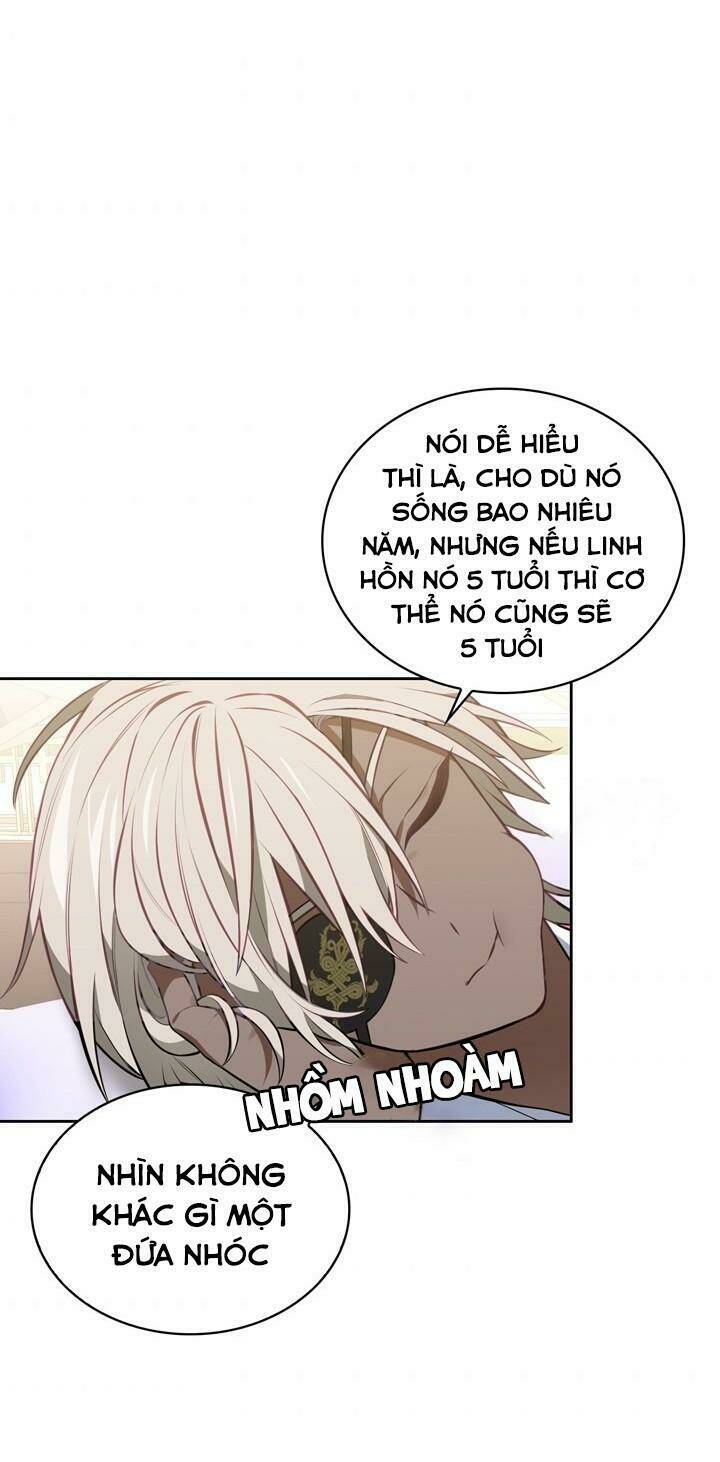 NÓI DỄ HIỂU
THÌ LÀ, CHO DÙ NÓ
SỐNG BAO NHIÊU
NĂM, NHƯNG NẾU LINH
HỒN NÓ 5 TUỔI THÌ CƠ
THỂ NÓ CŨNG SẼ
5 TUỔI
NHỒM NHOÀM
NHÌN KHÔNG
KHÁC GÌ MỘT
ĐỨA NHÓC